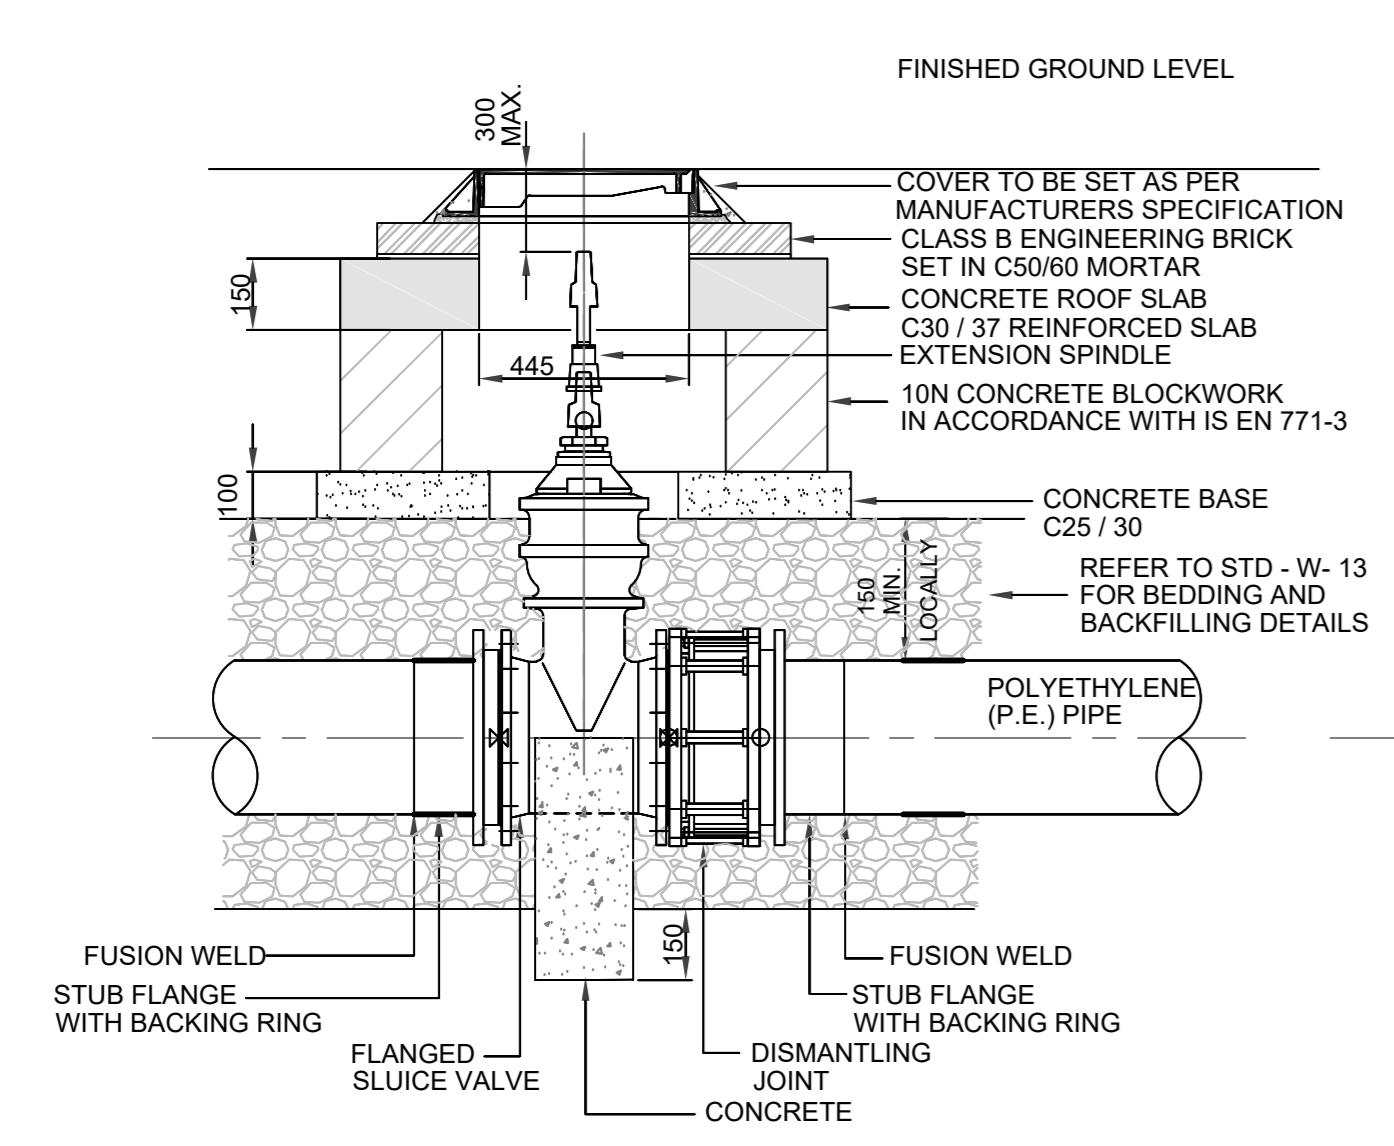 FINISHED GROUND LEVEL
300
MAX.
COVER TO BE SET AS PER
MANUFACTURERS SPECIFICATION
CLASS B ENGINEERING BRICK
SET IN C50/60 MORTAR
150
CONCRETE ROOF SLAB
C30 / 37 REINFORCED SLAB
EXTENSION SPINDLE
445
10N CONCRETE BLOCKWORK
IN ACCORDANCE WITH IS EN 771-3
100
CONCRETE BASE
C25 / 30
150
MIN.
LOCALLY
REFER TO STD - W- 13
FOR BEDDING AND
BACKFILLING DETAILS
POLYETHYLENE
(P.E.) PIPE
150
FUSION WELD
STUB FLANGE
WITH BACKING RING
FLANGED
SLUICE VALVE
FUSION WELD
STUB FLANGE
WITH BACKING RING
DISMANTLING
JOINT
CONCRETE